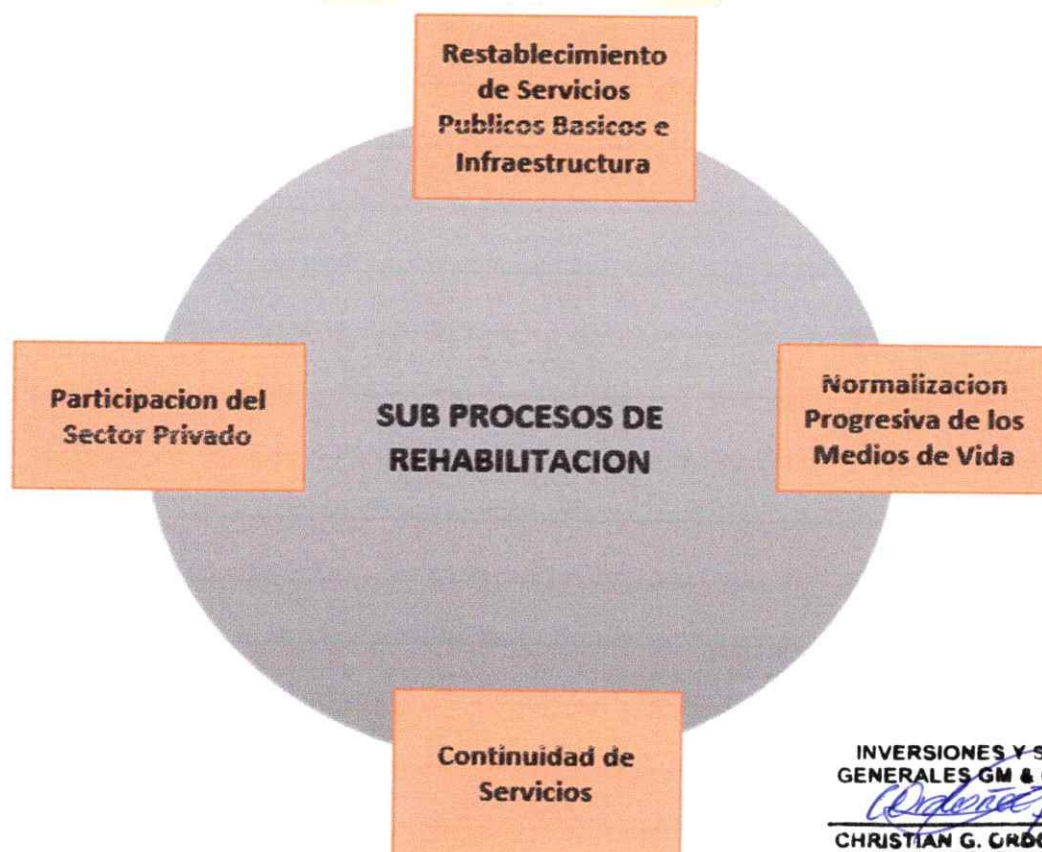 Restablecimiento
de Servicios
Publicos Basicos e
Infraestructura
Participacion del
Sector Privado
SUB PROCESOS DE
REHABILITACION
Normalizacion
Progresiva de los
Medios de Vida
Continuidad de
Servicios
INVERSIONES Y S
GENERALES GM &
CHRISTIAN G.